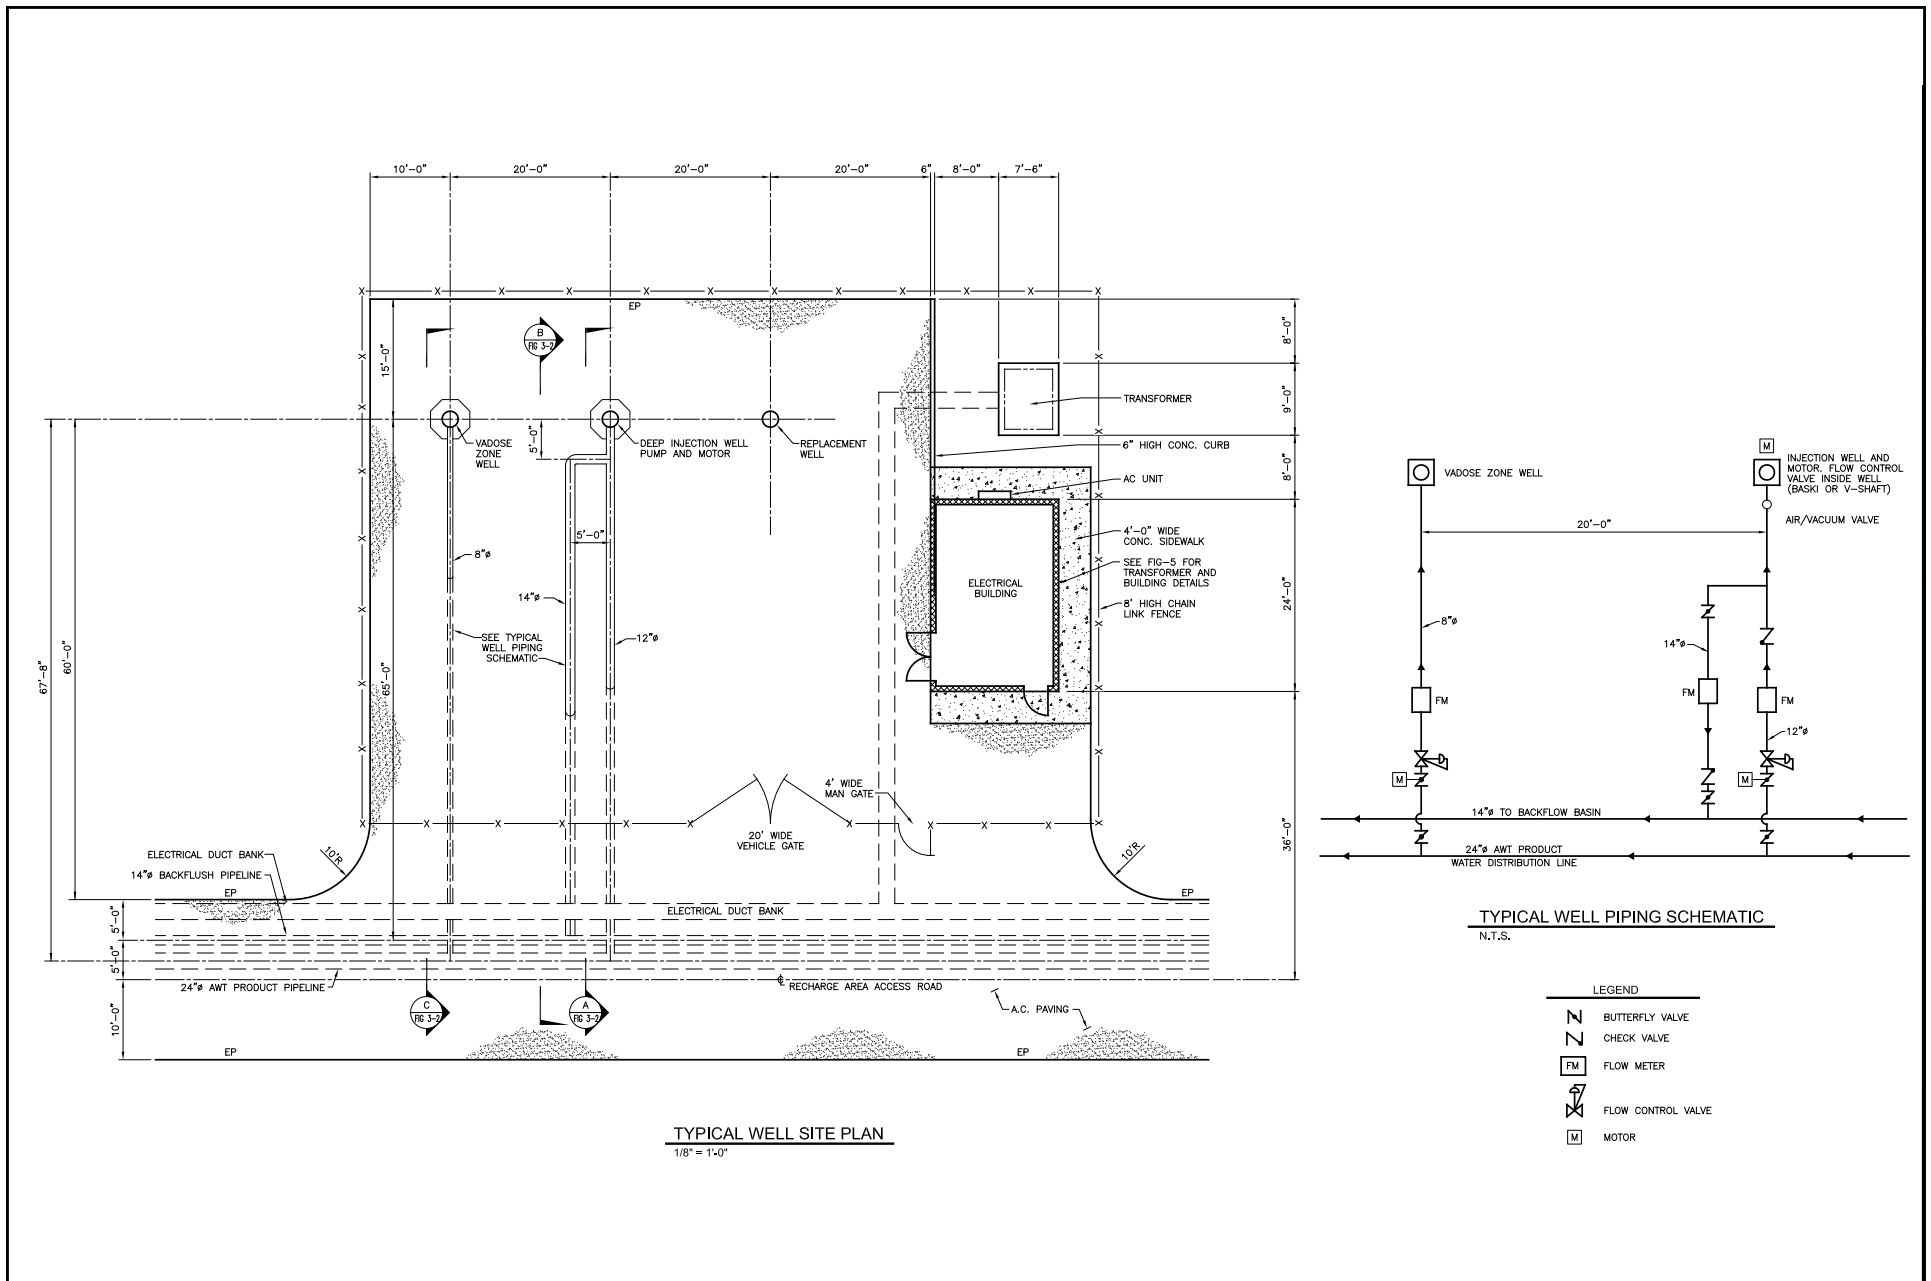 10'-0"
20'-0"
20'-0"
20'-0"
6"
8'-0"
7'-6"
X X X X X X X X X X X
EP
B
FIG 3-2
8'-0"
15'-0"
9'-0"
TRANSFORMER
5'-0"
VADOSE
ZONE
WELL
DEEP INJECTION WELL
PUMP AND MOTOR
REPLACEMENT
WELL
6" HIGH CONC. CURB
8'-0"
AC UNIT
5'-0"
8"ø
4'-0" WIDE
CONC. SIDEWALK
SEE FIG-5 FOR
TRANSFORMER AND
BUILDING DETAILS
ELECTRICAL
BUILDING
14"ø
24'-0"
8' HIGH CHAIN
LINK FENCE
SEE TYPICAL
WELL PIPING
SCHEMATIC
12"ø
67'-8"
60'-0"
65'-0"
4' WIDE
MAN GATE
20' WIDE
VEHICLE GATE
36'-0"
ELECTRICAL DUCT BANK
14"ø BACKFLUSH PIPELINE
10'R
10'R
EP
EP
ELECTRICAL DUCT BANK
5'-0"
5'-0"
24"ø AWT PRODUCT PIPELINE
℄ RECHARGE AREA ACCESS ROAD
10'-0"
C
FIG 3-2
A
FIG 3-2
A.C. PAVING
EP
EP
TYPICAL WELL SITE PLAN
1/8" = 1'-0"
M
VADOSE ZONE WELL
INJECTION WELL AND
MOTOR. FLOW CONTROL
VALVE INSIDE WELL
(BASKI OR V-SHAFT)
20'-0"
AIR/VACUUM VALVE
8"ø
14"ø
FM
FM
FM
12"ø
M
M
14"ø TO BACKFLOW BASIN
24"ø AWT PRODUCT
WATER DISTRIBUTION LINE
TYPICAL WELL PIPING SCHEMATIC
N.T.S.
LEGEND
BUTTERFLY VALVE
CHECK VALVE
FM FLOW METER
FLOW CONTROL VALVE
M MOTOR